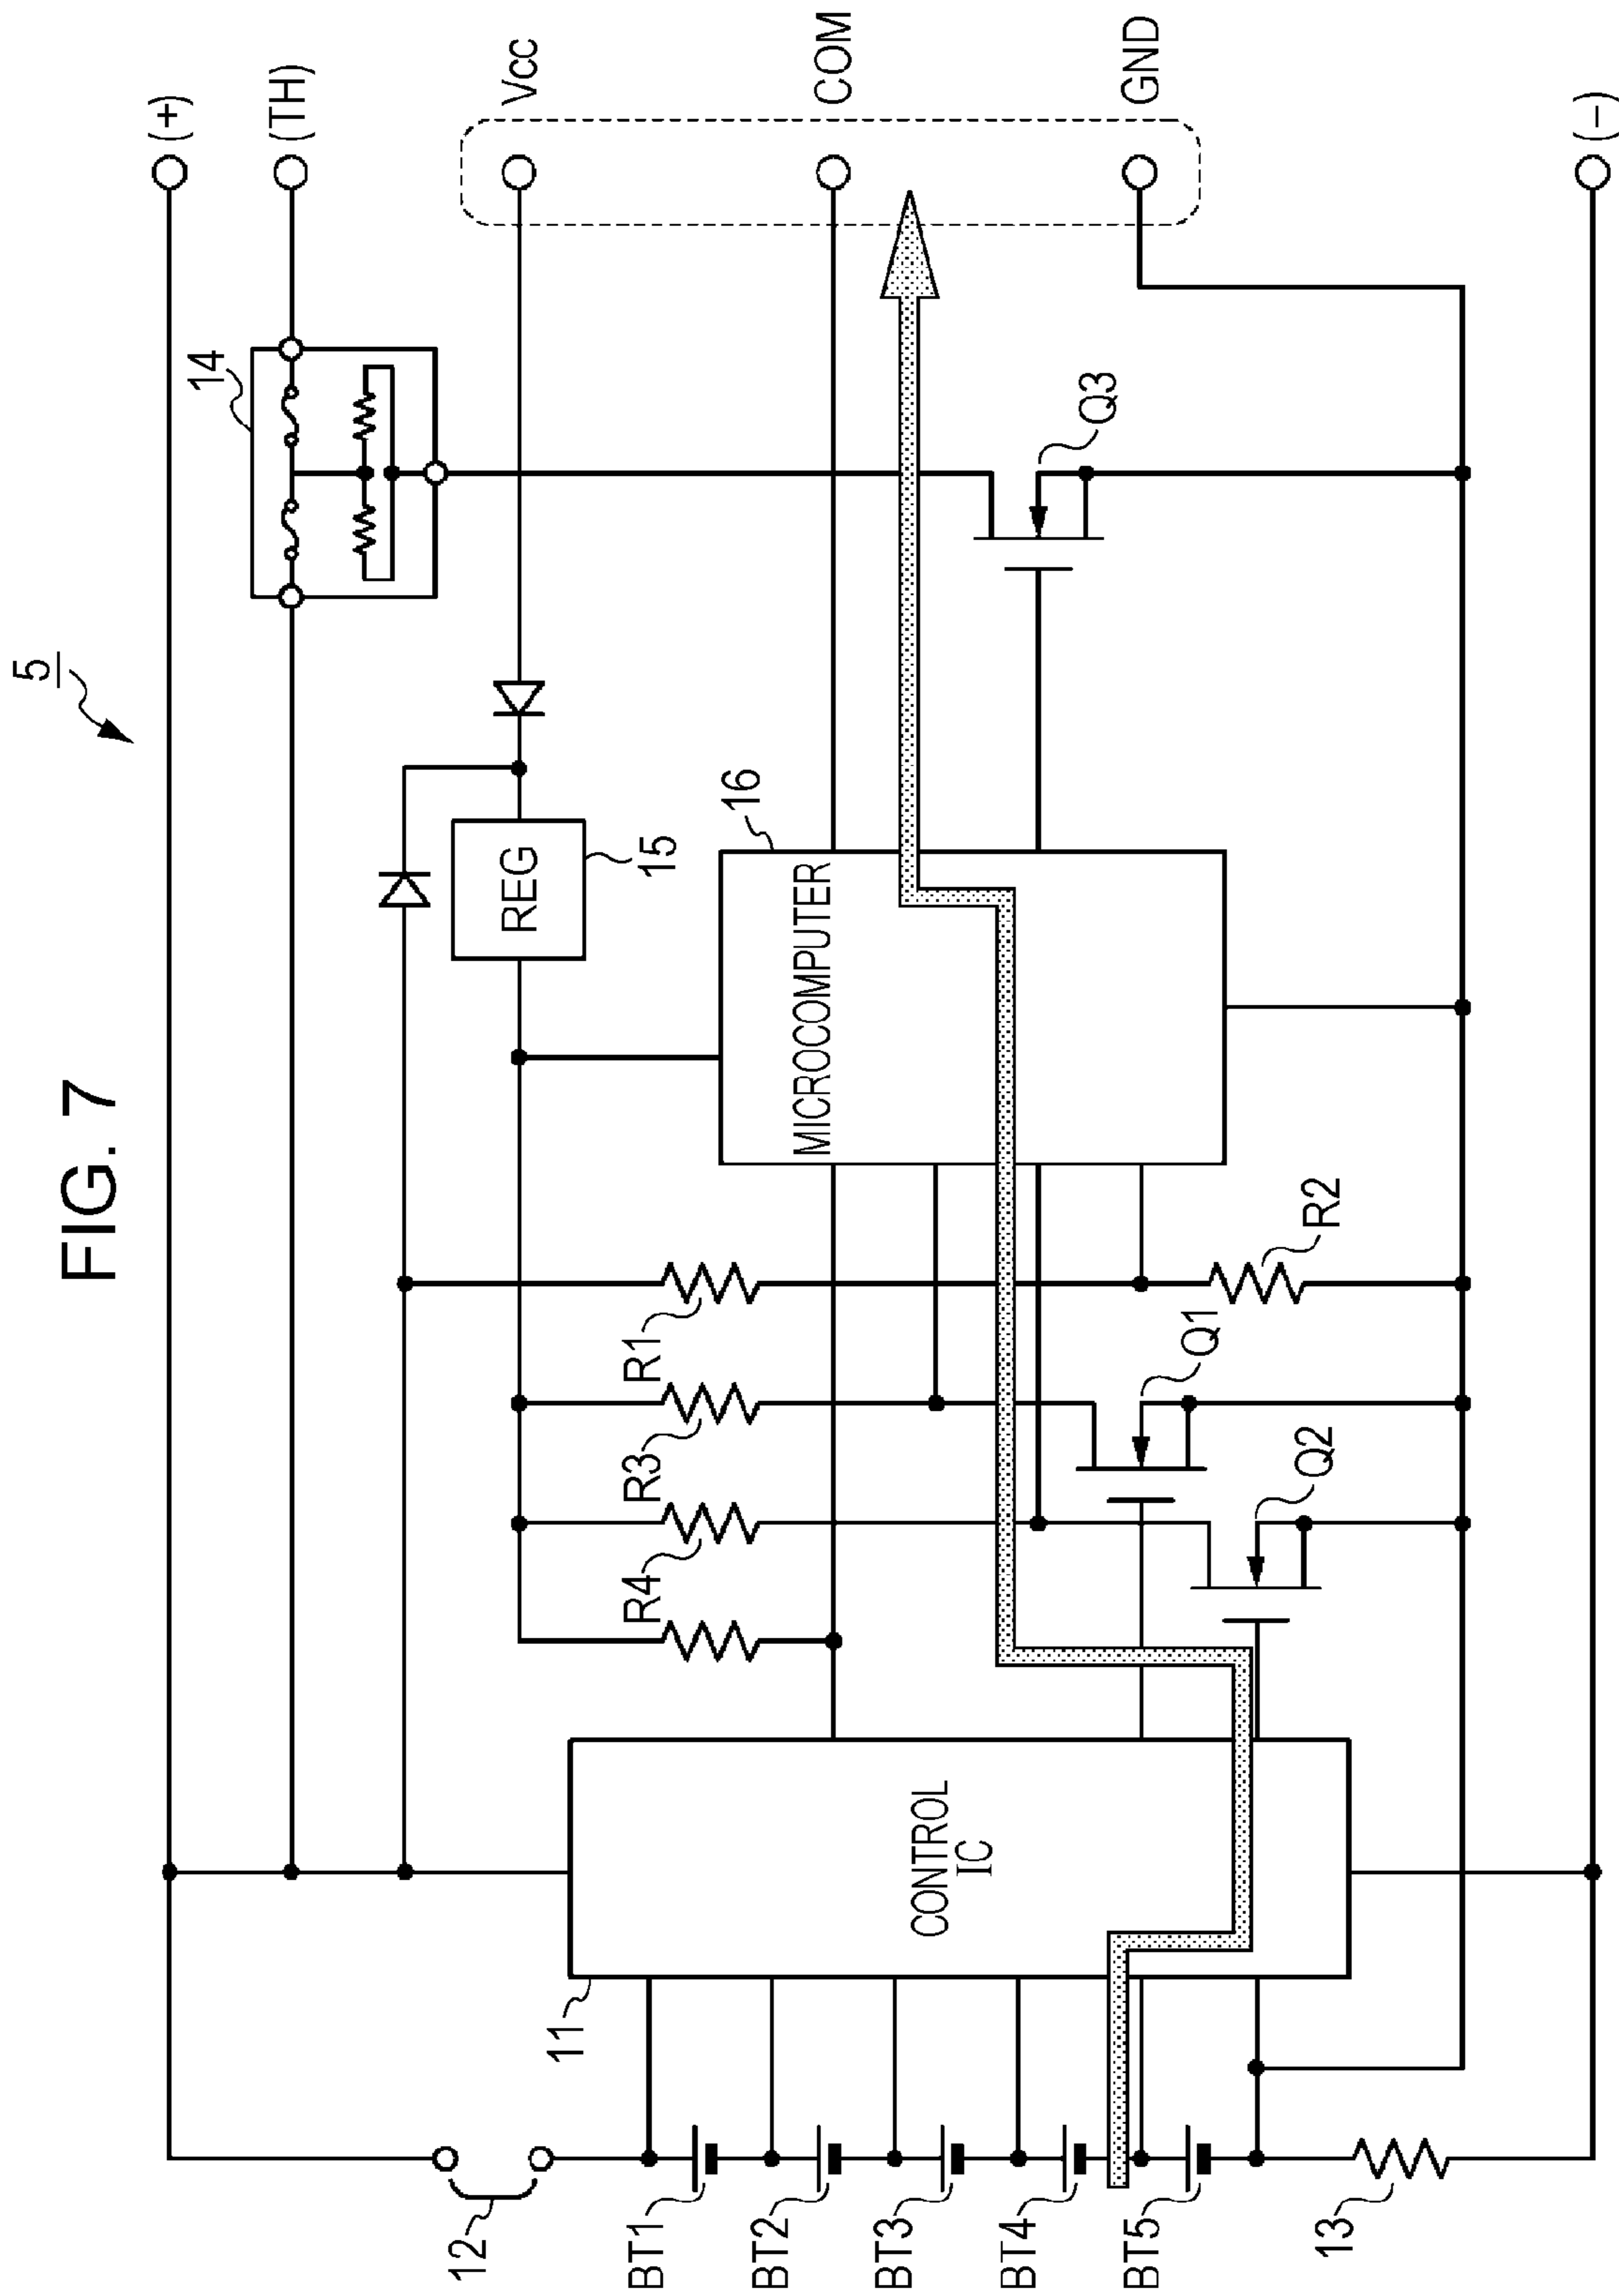 FIG. 7
5
(+)
(TH)
14
Vcc
COM
GND
(−)
REG
15
MICROCOMPUTER
16
Q3
R1
R2
R3
Q1
R4
Q2
CONTROL
IC
11
12
BT1
BT2
BT3
BT4
BT5
13